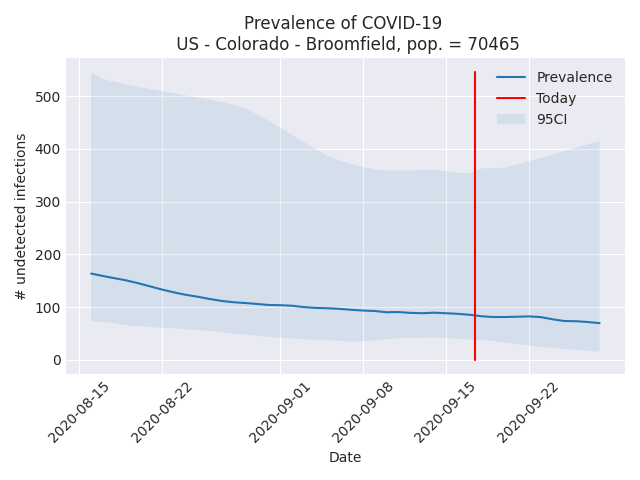 Prevalence of COVID-19
US - Colorado - Broomfield, pop. = 70465
Prevalence
Today
95CI
# undetected infections
500
400
300
200
100
0
2020-08-15
2020-08-22
2020-09-01
2020-09-08
2020-09-15
2020-09-22
Date